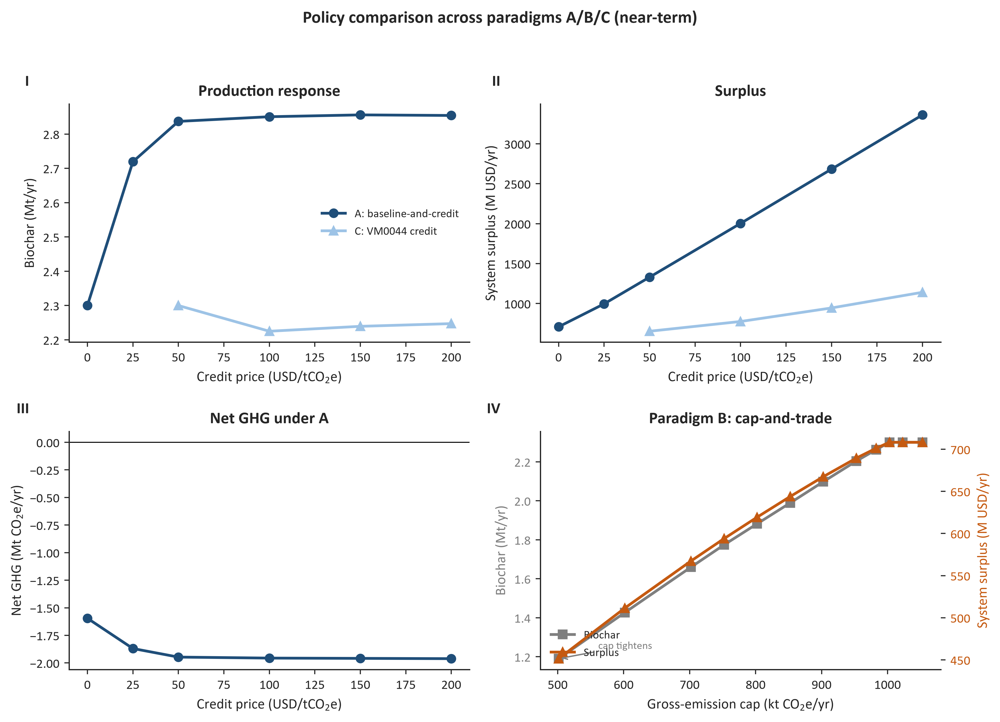 Policy comparison across paradigms A/B/C (near-term)
I
Production response
Biochar (Mt/yr)
2.8
2.7
2.6
2.5
2.4
2.3
2.2
A: baseline-and-credit
C: VM0044 credit
0 25 50 75 100 125 150 175 200
Credit price (USD/tCO₂e)
II
Surplus
System surplus (M USD/yr)
3000
2500
2000
1500
1000
0 25 50 75 100 125 150 175 200
Credit price (USD/tCO₂e)
III
Net GHG under A
Net GHG (Mt CO₂e/yr)
0.00
−0.25
−0.50
−0.75
−1.00
−1.25
−1.50
−1.75
−2.00
0 25 50 75 100 125 150 175 200
Credit price (USD/tCO₂e)
IV
Paradigm B: cap-and-trade
Biochar (Mt/yr)
2.2
2.0
1.8
1.6
1.4
1.2
Biochar
cap tightens
Surplus
700
650
600
550
500
450
System surplus (M USD/yr)
500 600 700 800 900 1000
Gross-emission cap (kt CO₂e/yr)